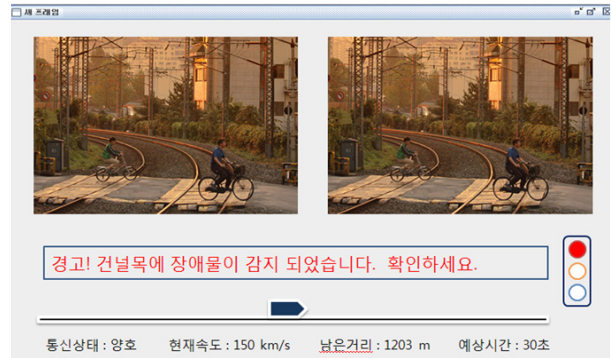 새 프레임
경고! 건널목에 장애물이 감지 되었습니다. 확인하세요.
통신상태 : 양호 현재속도 : 150 km/s 남은거리 : 1203 m 예상시간 : 30초